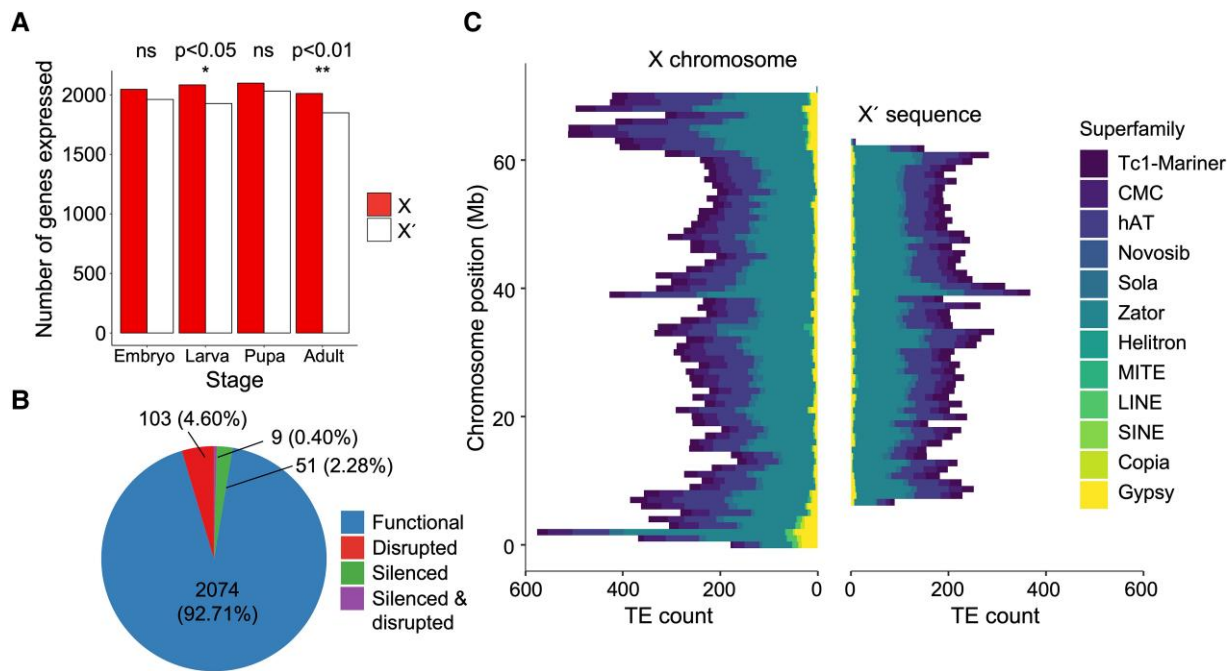 A
ns p<0.05 ns p<0.01
* **
Number of genes expressed
2000
1500
1000
500
0
Embryo Larva Pupa Adult
Stage
X
X′
B
103 (4.60%)
9 (0.40%)
51 (2.28%)
2074
(92.71%)
Functional
Disrupted
Silenced
Silenced &
disrupted
C
X chromosome
X′ sequence
Chromosome position (Mb)
60
40
20
0
600 400 200 0
TE count
0 200 400 600
TE count
Superfamily
Tc1-Mariner
CMC
hAT
Novosib
Sola
Zator
Helitron
MITE
LINE
SINE
Copia
Gypsy